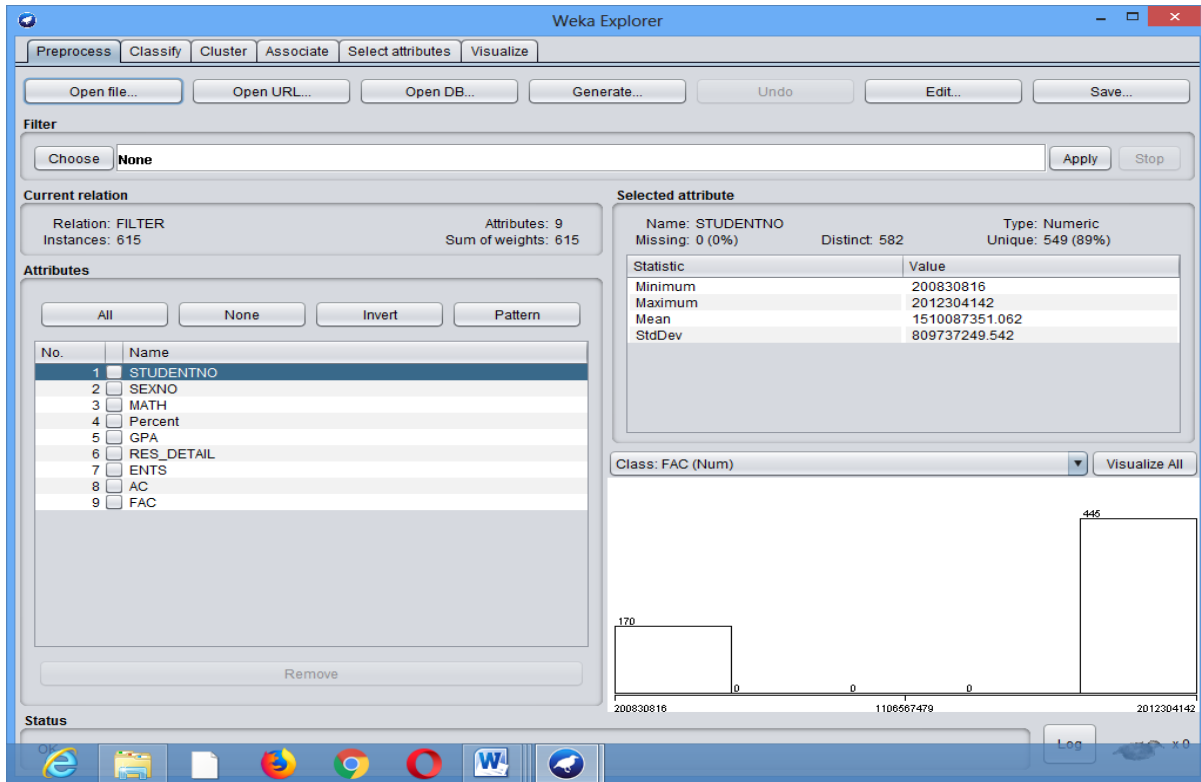 Weka Explorer
Preprocess Classify Cluster Associate Select attributes Visualize
Open file... Open URL... Open DB... Generate... Undo Edit... Save...
Filter
Choose None Apply Stop
Current relation
Relation: FILTER Attributes: 9
Instances: 615 Sum of weights: 615
Attributes
All None Invert Pattern
No. Name
1 STUDENTNO
2 SEXNO
3 MATH
4 Percent
5 GPA
6 RES_DETAIL
7 ENTS
8 AC
9 FAC
Remove
Selected attribute
Name: STUDENTNO Type: Numeric
Missing: 0 (0%) Distinct: 582 Unique: 549 (89%)
Statistic Value
Minimum 200830816
Maximum 2012304142
Mean 1510087351.062
StdDev 809737249.542
Class: FAC (Num) Visualize All
445
170
0 0 0
200830816 1106567479 2012304142
Status
OK
Log x 0